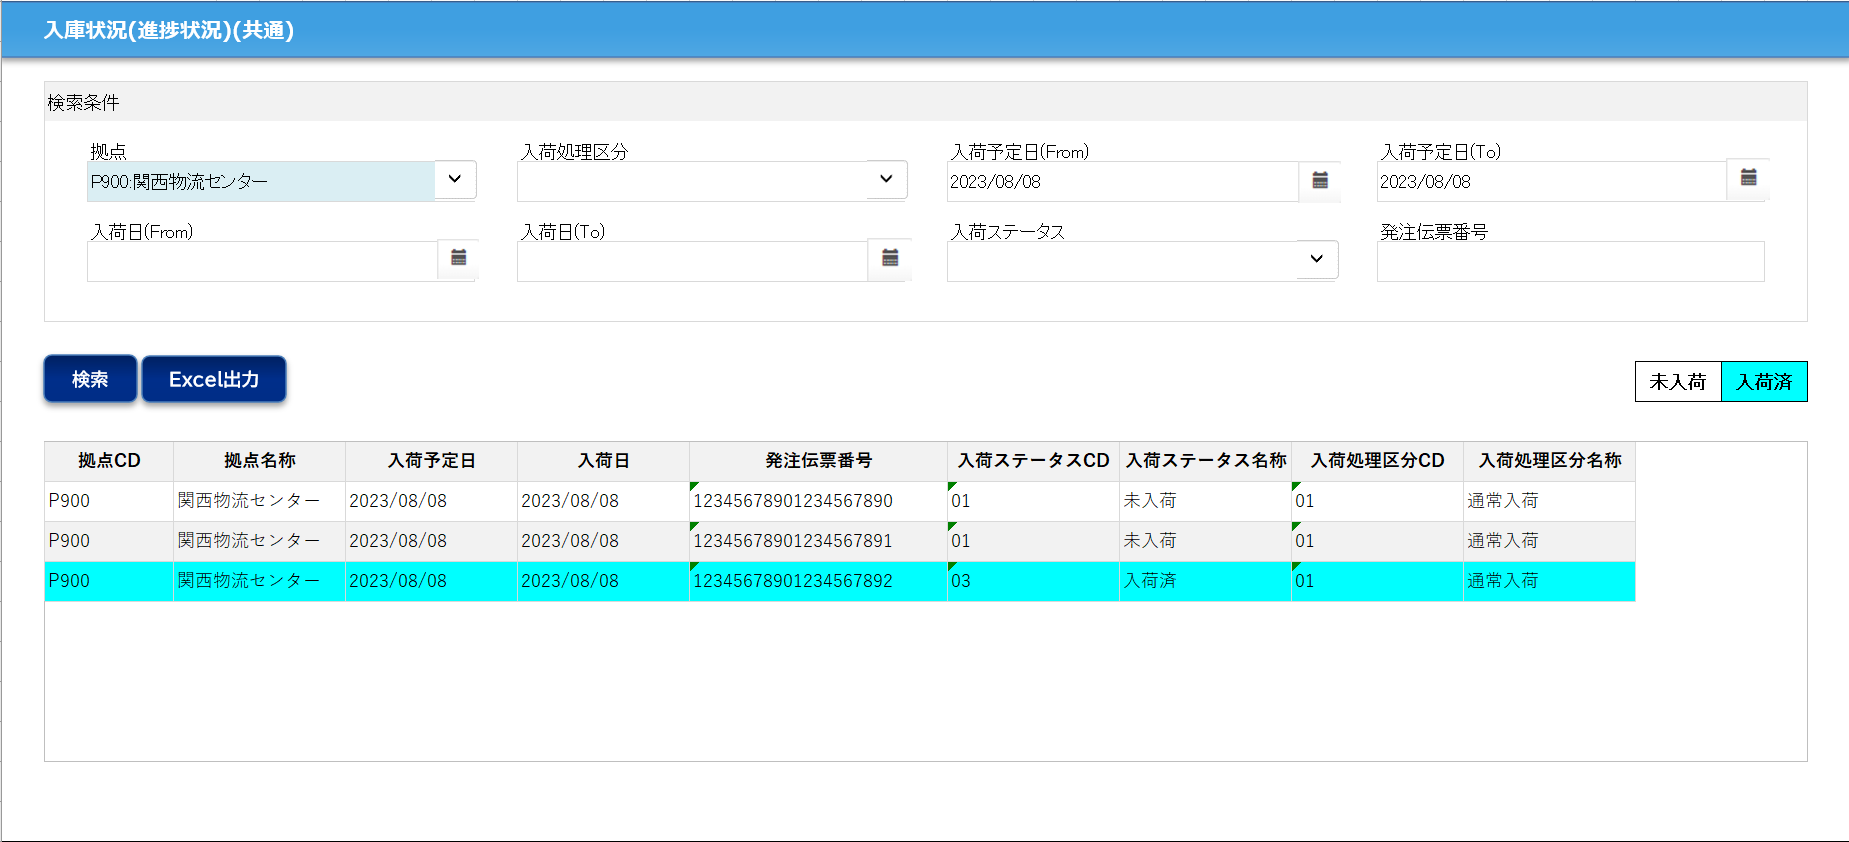 入庫状況(進捗状況)(共通)
検索条件
拠点 入荷処理区分 入荷予定日(From) 入荷予定日(To)
P900:関西物流センター 2023/08/08 2023/08/08
入荷日(From) 入荷日(To) 入荷ステータス 発注伝票番号
検索 Excel出力 未入荷 入荷済
拠点CD 拠点名称 入荷予定日 入荷日 発注伝票番号 入荷ステータスCD 入荷ステータス名称 入荷処理区分CD 入荷処理区分名称
P900 関西物流センター 2023/08/08 2023/08/08 12345678901234567890 01 未入荷 01 通常入荷
P900 関西物流センター 2023/08/08 2023/08/08 12345678901234567891 01 未入荷 01 通常入荷
P900 関西物流センター 2023/08/08 2023/08/08 12345678901234567892 03 入荷済 01 通常入荷